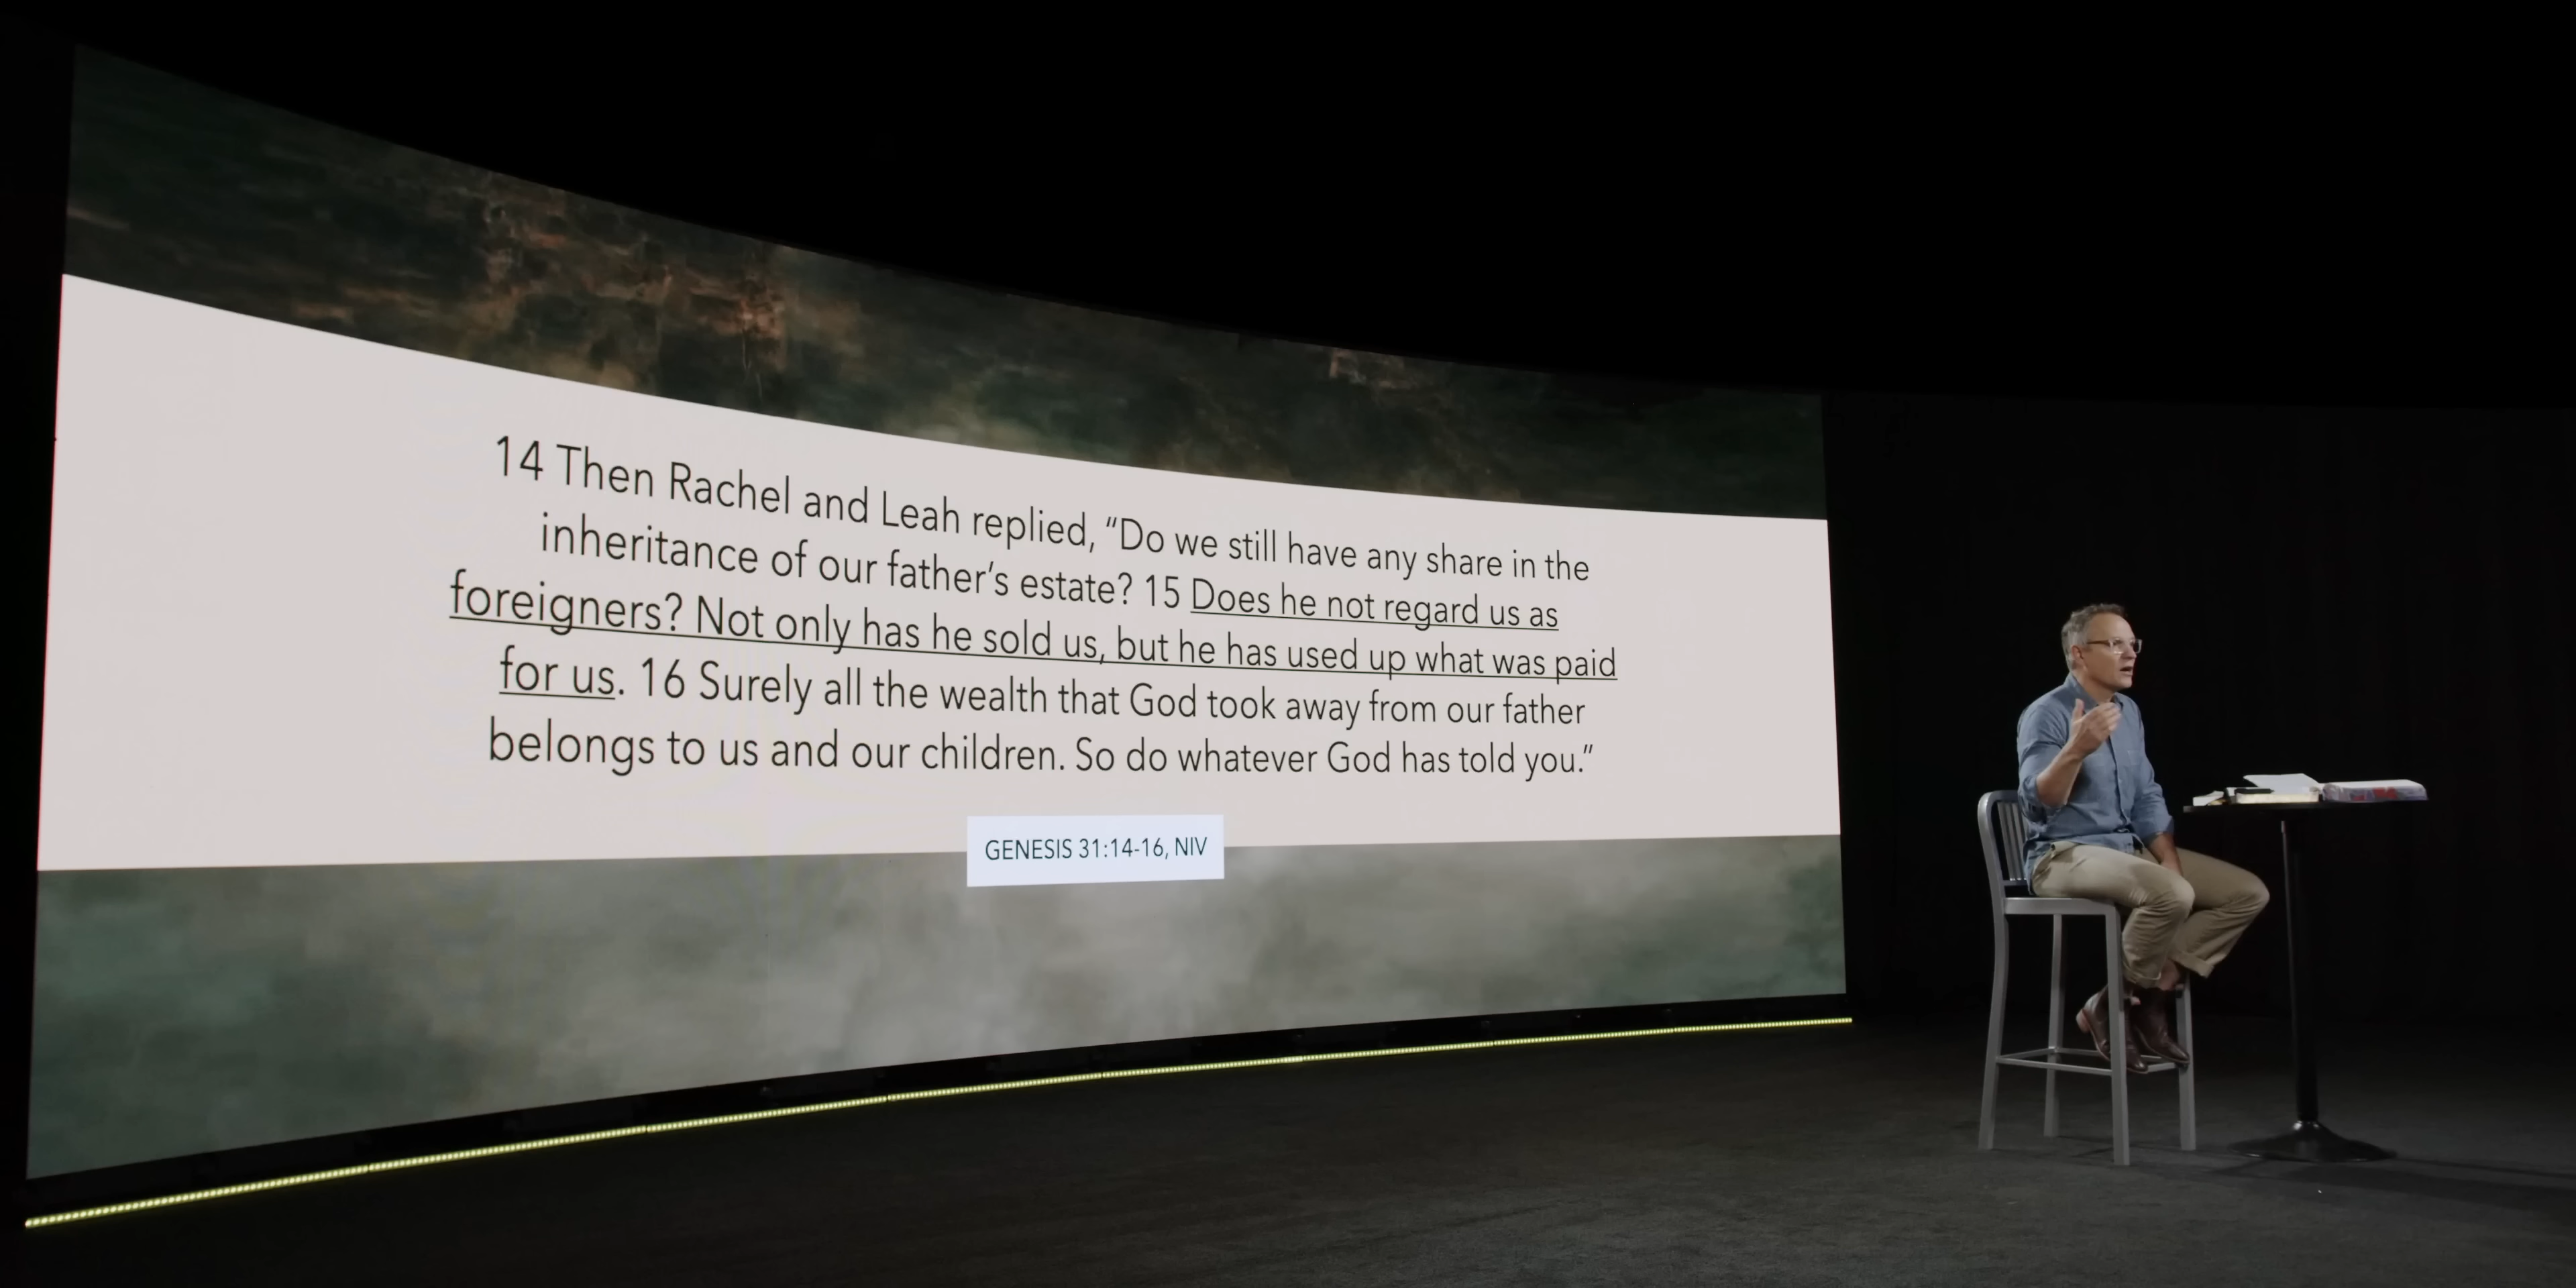 14 Then Rachel and Leah replied, “Do we still have any share in the
inheritance of our father’s estate? 15 Does he not regard us as
foreigners? Not only has he sold us, but he has used up what was paid
for us. 16 Surely all the wealth that God took away from our father
belongs to us and our children. So do whatever God has told you.”
GENESIS 31:14-16, NIV